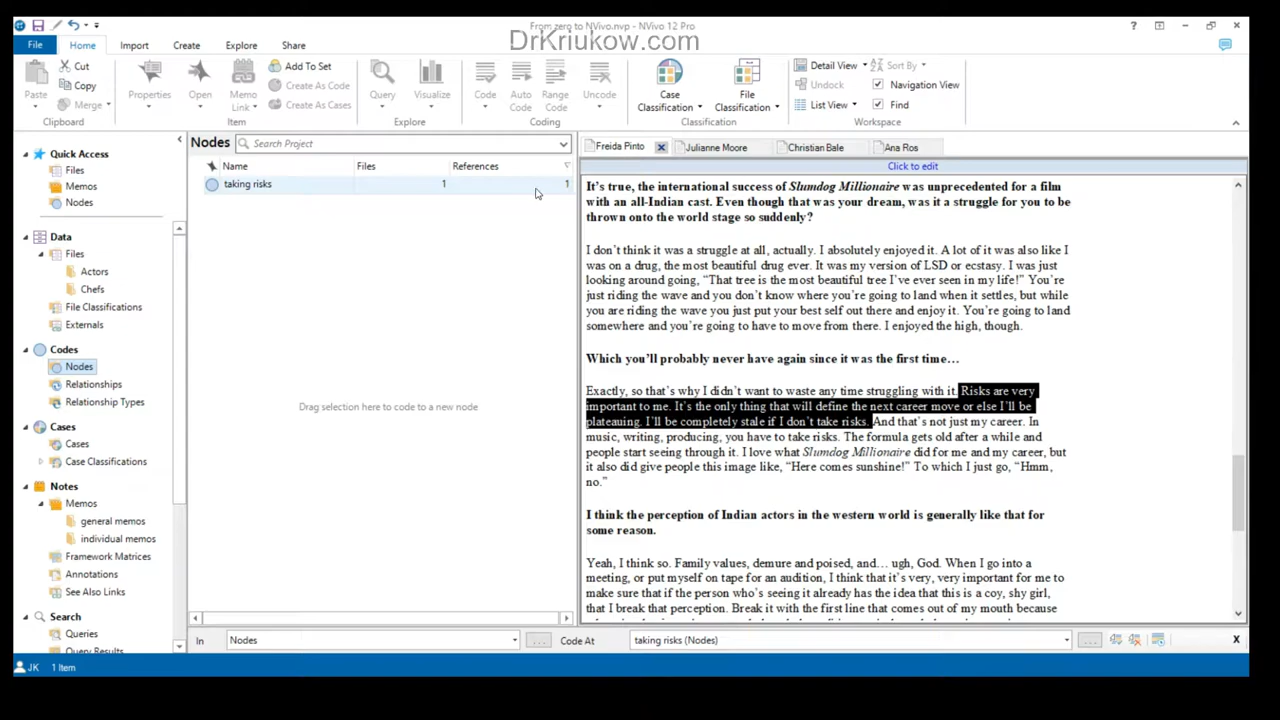 From zero to NVivo.nvp - NVivo 12 Pro
DrKriukow.com
File Home Import Create Explore Share
Paste Cut Copy Merge Clipboard
Properties Open Memo Link Add To Set Create As Code Create As Cases Item
Query Visualize Explore
Code Auto Code Range Code Uncode Coding
Case Classification File Classification Classification
Detail View Sort By
Undock Navigation View
List View Find
Workspace
Quick Access
Files
Memos
Nodes
Data
Files
Actors
Chefs
File Classifications
Externals
Codes
Nodes
Relationships
Relationship Types
Cases
Cases
Case Classifications
Notes
Memos
general memos
individual memos
Framework Matrices
Annotations
See Also Links
Search
Queries
Query Results
Nodes Search Project
Name Files References
taking risks 1 1
Drag selection here to code to a new node
Freida Pinto Julianne Moore Christian Bale Ana Ros
Click to edit
It's true, the international success of Slumdog Millionaire was unprecedented for a film
with an all-Indian cast. Even though that was your dream, was it a struggle for you to be
thrown onto the world stage so suddenly?
I don't think it was a struggle at all, actually. I absolutely enjoyed it. A lot of it was also like I
was on a drug, the most beautiful drug ever. It was my version of LSD or ecstasy. I was just
looking around going, “That tree is the most beautiful tree I've ever seen in my life!” You're
just riding the wave and you don't know where you're going to land when it settles, but while
you are riding the wave you just put your best self out there and enjoy it. You're going to land
somewhere and you're going to have to move from there. I enjoyed the high, though.
Which you'll probably never have again since it was the first time…
Exactly, so that's why I didn't want to waste any time struggling with it. Risks are very
important to me. It's the only thing that will define the next career move or else I'll be
plateauing. I'll be completely stale if I don't take risks. And that's not just my career. In
music, writing, producing, you have to take risks. The formula gets old after a while and
people start seeing through it. I love what Slumdog Millionaire did for me and my career, but
it also did give people this image like, “Here comes sunshine!” To which I just go, “Hmm,
no.”
I think the perception of Indian actors in the western world is generally like that for
some reason.
Yeah, I think so. Family values, demure and poised, and… ugh, God. When I go into a
meeting, or put myself on tape for an audition, I think that it's very, very important for me to
make sure that if the person who's seeing it already has the idea that this is a coy, shy girl,
that I break that perception. Break it with the first line that comes out of my mouth because
In Nodes ... Code At taking risks (Nodes) ... X
JK 1 Item